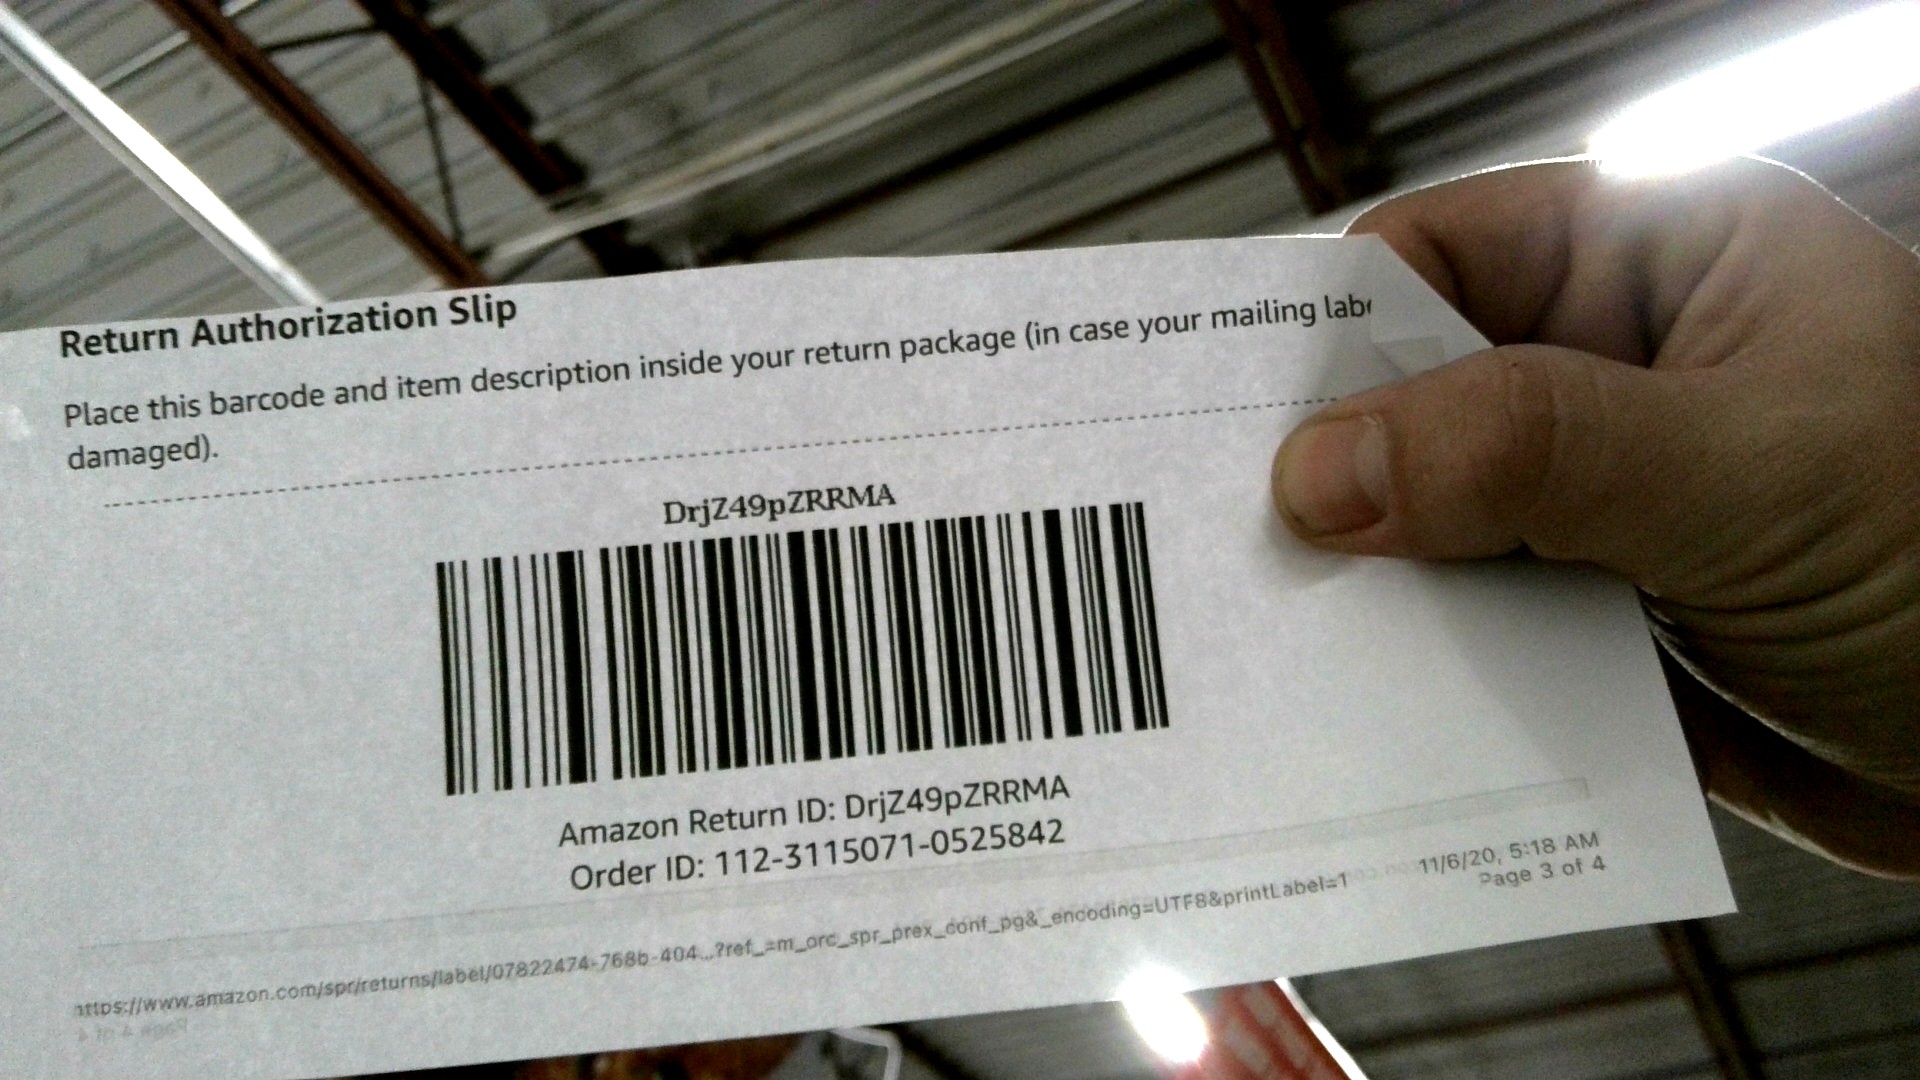 Return Authorization Slip
Place this barcode and item description inside your return package (in case your mailing
damaged).
DrjZ49pZRRMA
Amazon Return ID: DrjZ49pZRRMA
Order ID: 112-3115071-0525842
https://www.amazon.com/spr/returns/label/07822474-768b-404...?ref_=m_orc_spr_prex_conf_pg&_encoding=UTF8&printLabel=1
11/6/20, 5:18 AM
Page 3 of 4